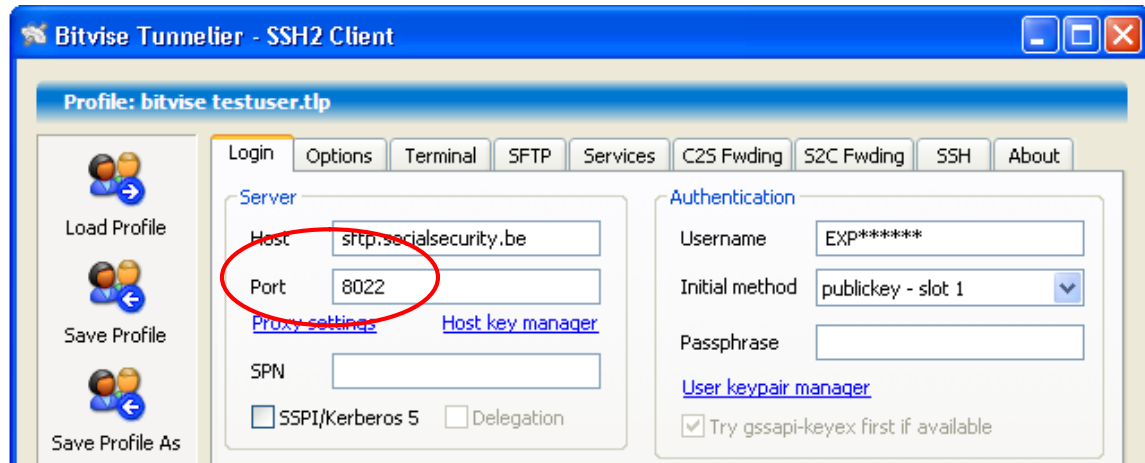 Bitvise Tunnelier - SSH2 Client
Profile: bitvise testuser.tlp
Load Profile
Save Profile
Save Profile As
Login Options Terminal SFTP Services C2S Fwding S2C Fwding SSH About
Server
Host sftp.socialsecurity.be
Port 8022
Proxy settings Host key manager
SPN
SSPI/Kerberos 5 Delegation
Authentication
Username EXP******
Initial method publickey - slot 1
Passphrase
User keypair manager
Try gssapi-keyex first if available